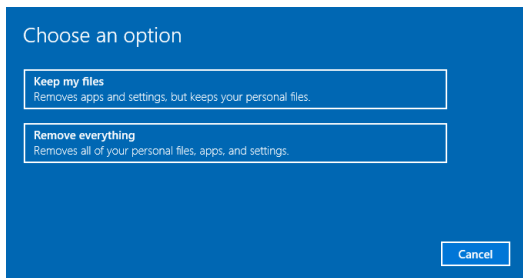 Choose an option
Keep my files
Removes apps and settings, but keeps your personal files.
Remove everything
Removes all of your personal files, apps, and settings.
Cancel